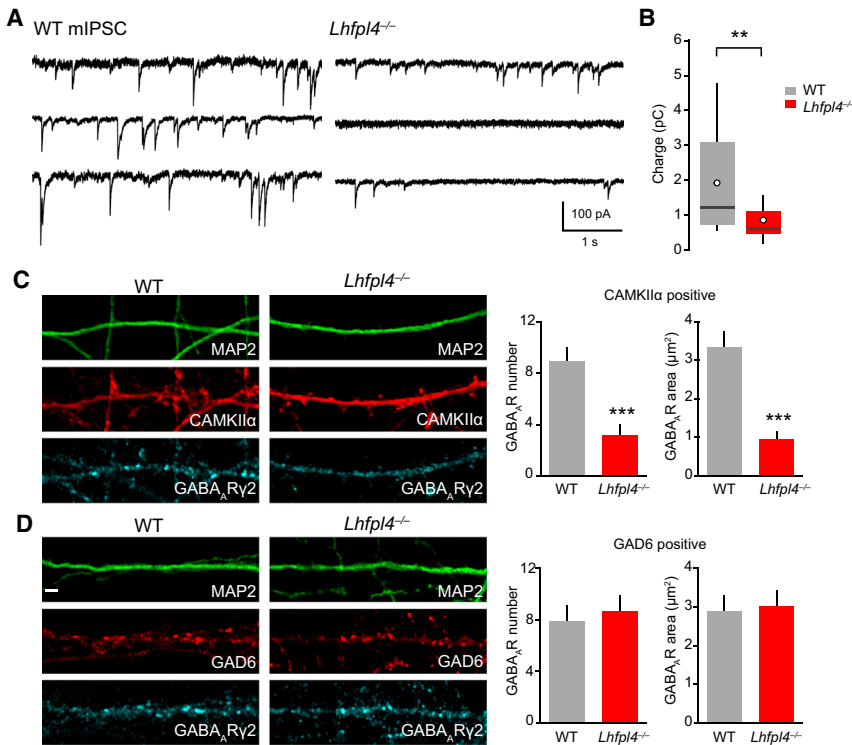 A
WT mIPSC
Lhfpl4–/–
100 pA
1 s
B
**
6
5
4
3
2
1
0
Charge (pC)
WT
Lhfpl4–/–
C
WT
Lhfpl4–/–
MAP2
MAP2
CAMKIIα
CAMKIIα
GABAARγ2
GABAARγ2
CAMKIIα positive
12
8
4
0
GABAAR number
***
WT
Lhfpl4–/–
4
3
2
1
0
GABAAR area (μm²)
***
WT
Lhfpl4–/–
D
WT
Lhfpl4–/–
MAP2
MAP2
GAD6
GAD6
GABAARγ2
GABAARγ2
GAD6 positive
12
8
4
0
GABAAR number
WT
Lhfpl4–/–
4
3
2
1
0
GABAAR area (μm²)
WT
Lhfpl4–/–